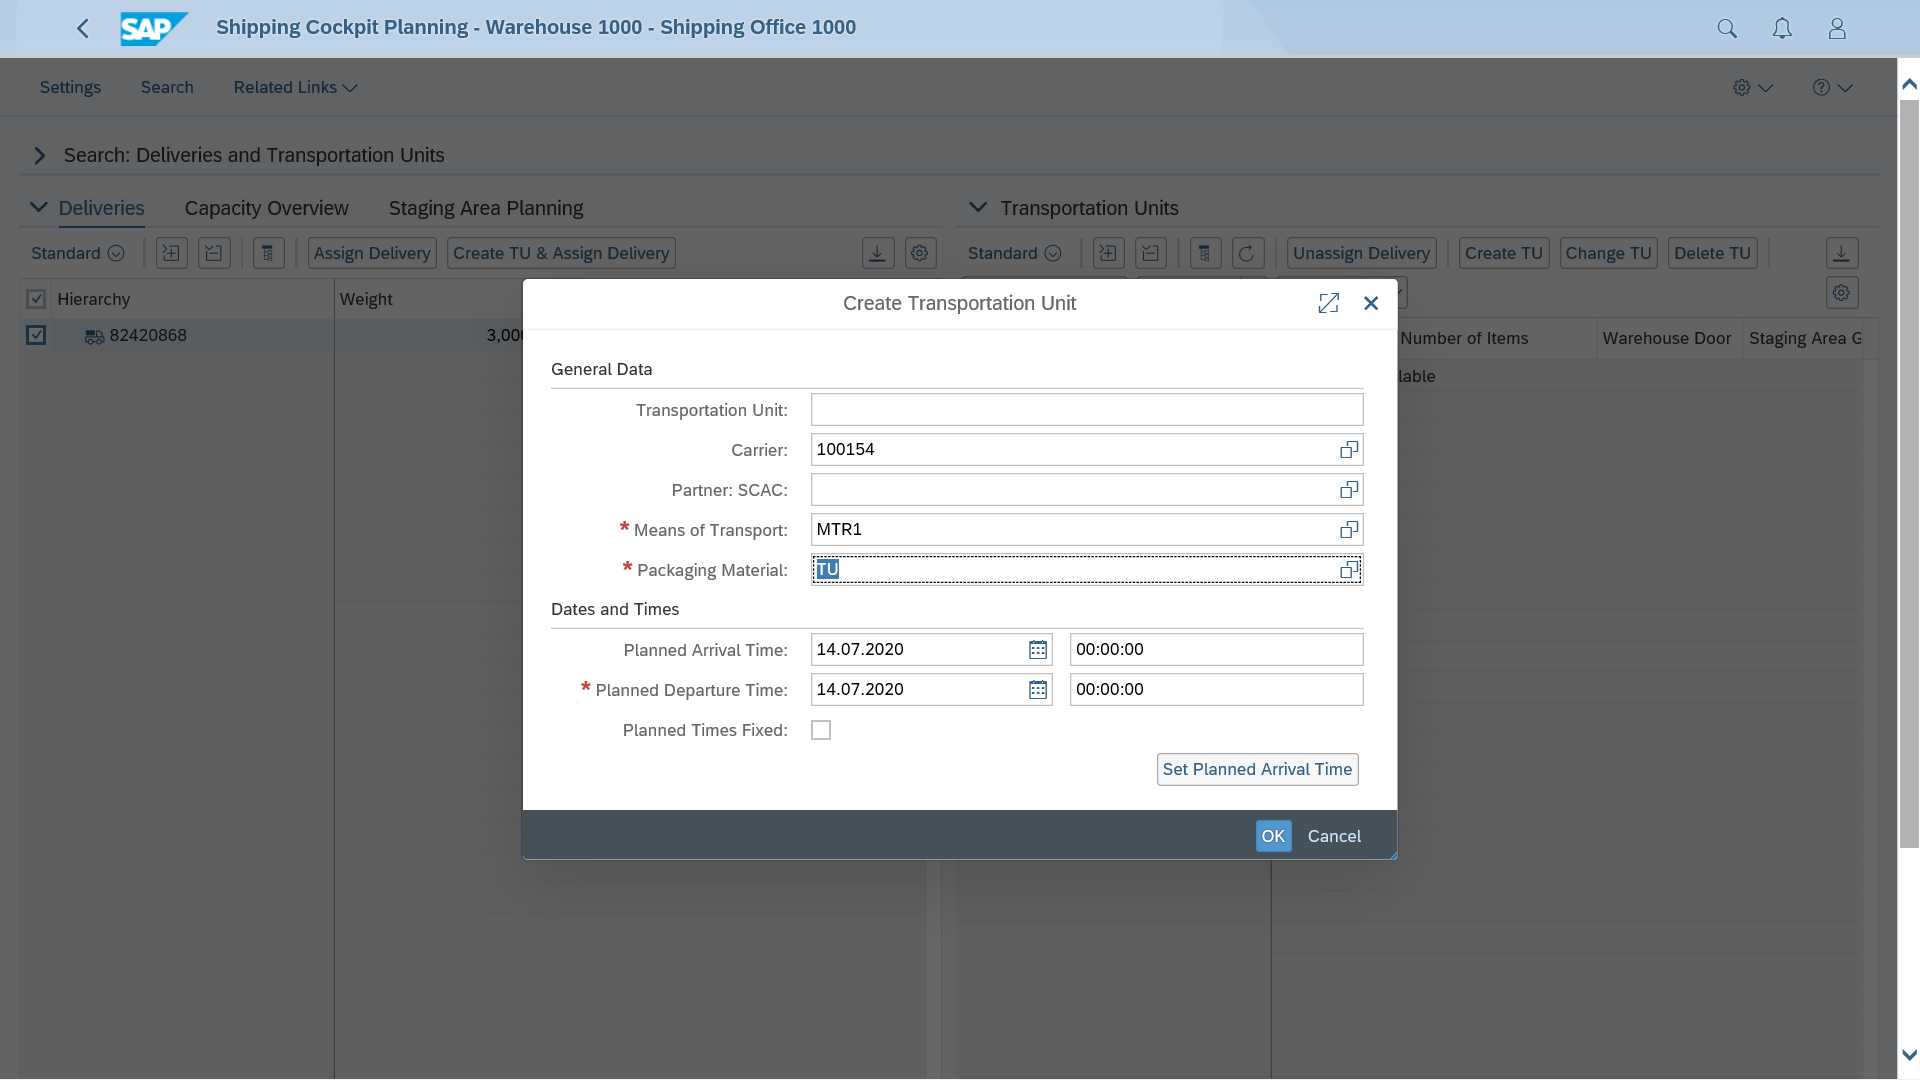 SAP Shipping Cockpit Planning - Warehouse 1000 - Shipping Office 1000
Settings Search Related Links
Search: Deliveries and Transportation Units
Deliveries Capacity Overview Staging Area Planning
Transportation Units
Standard Assign Delivery Create TU & Assign Delivery
Standard Unassign Delivery Create TU Change TU Delete TU
Hierarchy Weight
82420868 3,00
Number of Items Warehouse Door Staging Area G
lable
Create Transportation Unit
General Data
Transportation Unit:
Carrier: 100154
Partner: SCAC:
* Means of Transport: MTR1
* Packaging Material: TU
Dates and Times
Planned Arrival Time: 14.07.2020 00:00:00
* Planned Departure Time: 14.07.2020 00:00:00
Planned Times Fixed:
Set Planned Arrival Time
OK Cancel